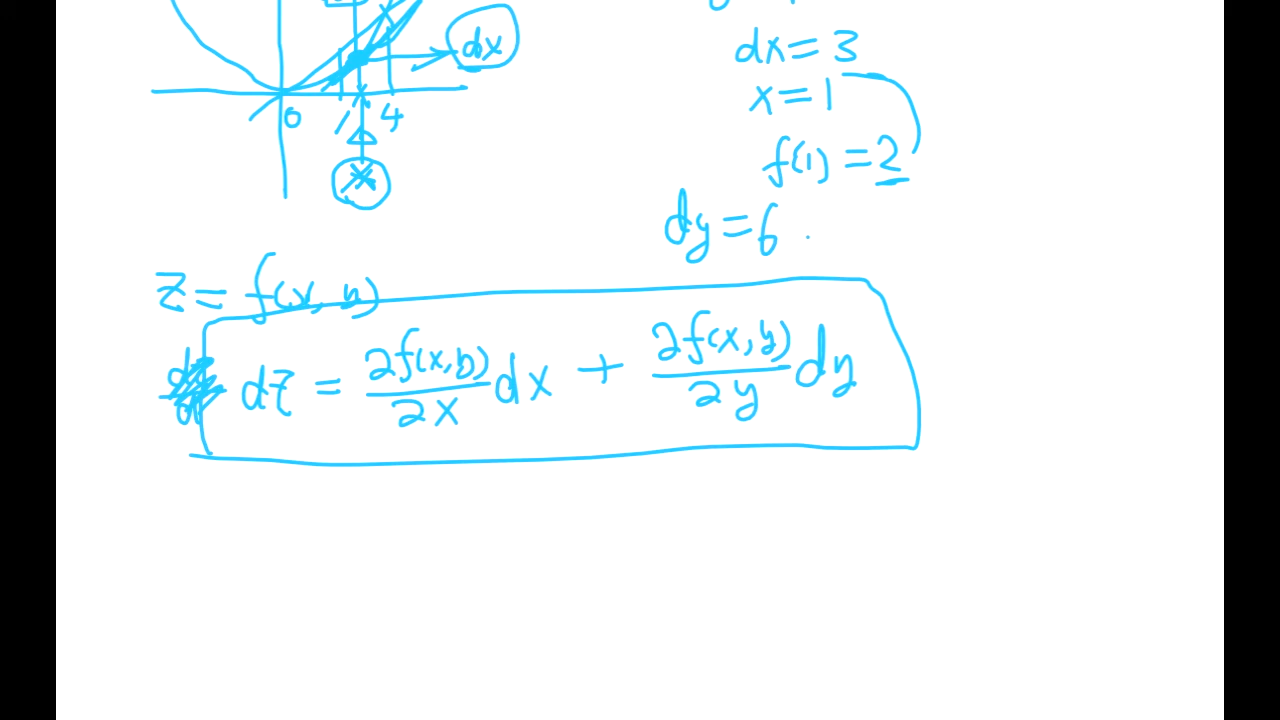 dx
dx = 3
x = 1
0 1 4
f(1) = 2
x
dy = 6
z = f(x, y)
dz = ∂f(x,y)/∂x dx + ∂f(x,y)/∂y dy